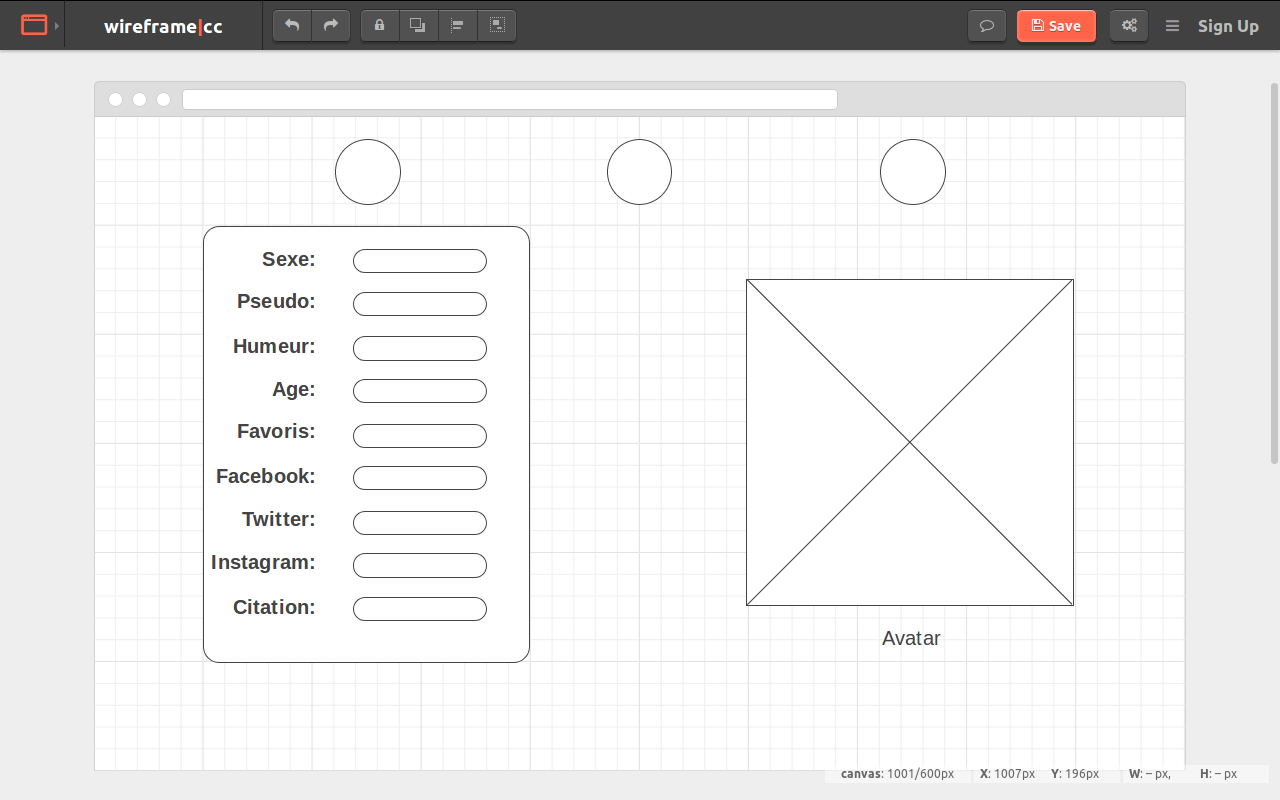 wireframe|cc
Save
Sign Up
Sexe:
Pseudo:
Humeur:
Age:
Favoris:
Facebook:
Twitter:
Instagram:
Citation:
Avatar
canvas: 1001/600px X: 1007px Y: 196px W: – px, H: – px